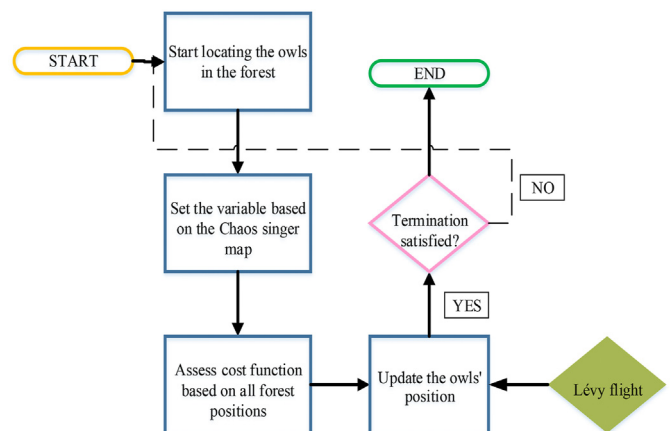 START
Start locating the owls
in the forest
END
NO
Set the variable based
on the Chaos singer
map
Termination
satisfied?
YES
Assess cost function
based on all forest
positions
Update the owls'
position
Lévy flight